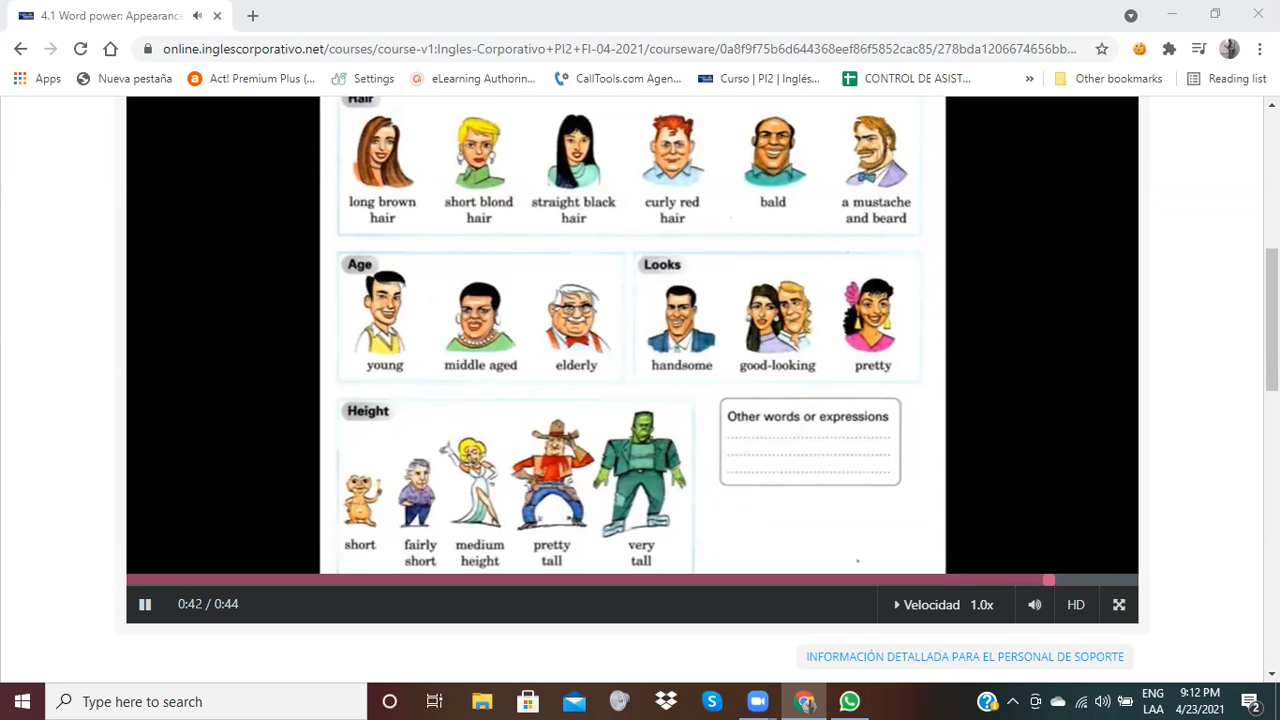 4.1 Word power: Appearance
online.inglescorporativo.net/courses/course-v1:Ingles-Corporativo+PI2+FI-04-2021/courseware/0a8f9f75b6d644368eef86f5852cac85/278bda1206674656bb...
Apps Nueva pestaña Act! Premium Plus (... Settings eLearning Authorin... CallTools.com Agen... Curso | PI2 | Inglés... CONTROL DE ASIST... » Other bookmarks Reading list
Hair
long brown hair
short blond hair
straight black hair
curly red hair
bald
a mustache and beard
Age
young
middle aged
elderly
Looks
handsome
good-looking
pretty
Height
short
fairly short
medium height
pretty tall
very tall
Other words or expressions
0:42 / 0:44
Velocidad 1.0x
HD
INFORMACIÓN DETALLADA PARA EL PERSONAL DE SOPORTE
Type here to search
ENG 9:12 PM
LAA 4/23/2021
2